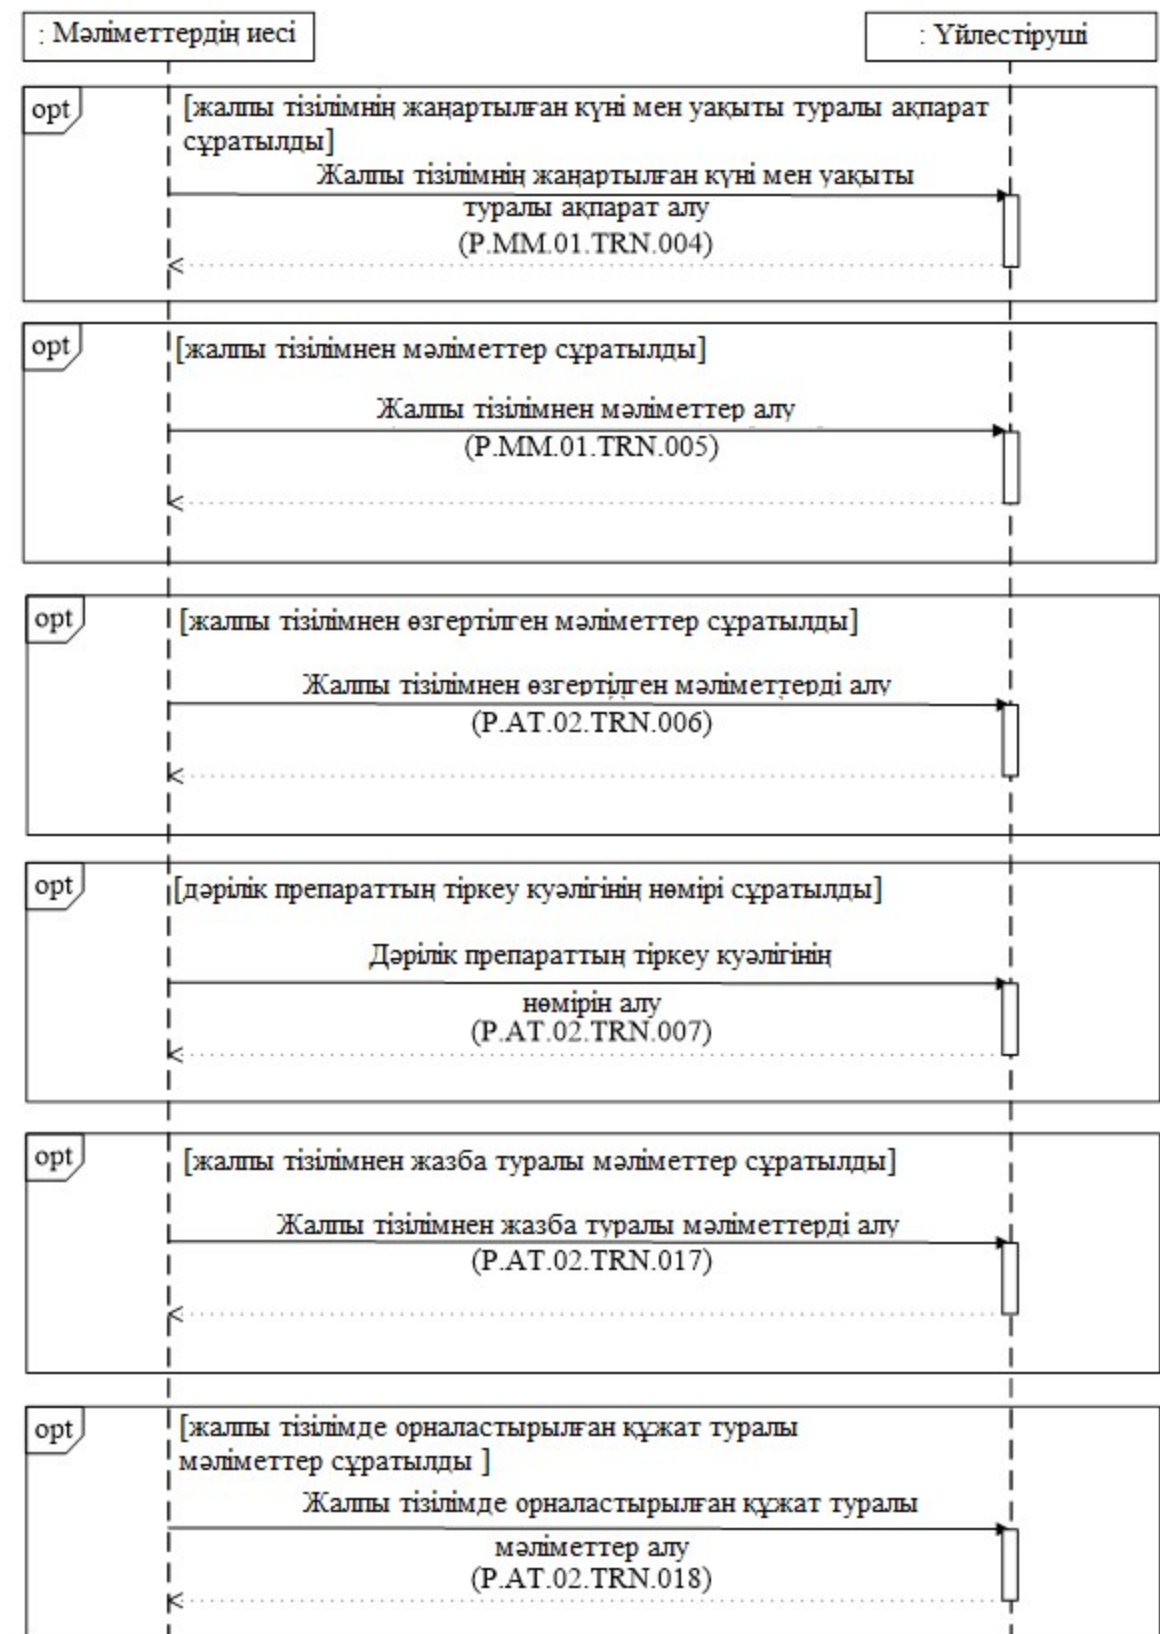 : Мәліметтердің иесі
: Үйлестіруші
opt
[жалпы тізілімнің жаңартылған күні мен уақыты туралы ақпарат
сұратылды]
Жалпы тізілімнің жаңартылған күні мен уақыты
туралы ақпарат алу
(P.MM.01.TRN.004)
opt
[жалпы тізілімнен мәліметтер сұратылды]
Жалпы тізілімнен мәліметтер алу
(P.MM.01.TRN.005)
opt
[жалпы тізілімнен өзгертілген мәліметтер сұратылды]
Жалпы тізілімнен өзгертілген мәліметтерді алу
(P.AT.02.TRN.006)
opt
[дәрілік препараттың тіркеу куәлігінің нөмірі сұратылды]
Дәрілік препараттың тіркеу куәлігінің
нөмірін алу
(P.AT.02.TRN.007)
opt
[жалпы тізілімнен жазба туралы мәліметтер сұратылды]
Жалпы тізілімнен жазба туралы мәліметтерді алу
(P.AT.02.TRN.017)
opt
[жалпы тізілімде орналастырылған құжат туралы
мәліметтер сұратылды ]
Жалпы тізілімде орналастырылған құжат туралы
мәліметтер алу
(P.AT.02.TRN.018)